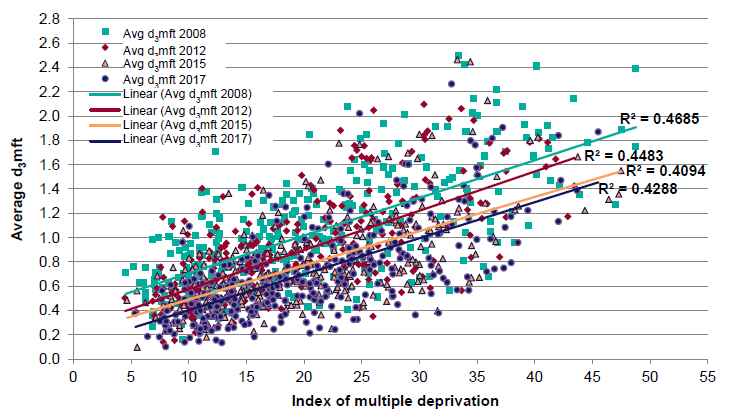 2.8
2.6
2.4
2.2
2.0
1.8
1.6
1.4
1.2
1.0
0.8
0.6
0.4
0.2
0.0
Average d₃mft
Avg d₃mft 2008
Avg d₃mft 2012
Avg d₃mft 2015
Avg d₃mft 2017
Linear (Avg d₃mft 2008)
Linear (Avg d₃mft 2012)
Linear (Avg d₃mft 2015)
Linear (Avg d₃mft 2017)
R² = 0.4685
R² = 0.4483
R² = 0.4094
R² = 0.4288
0 5 10 15 20 25 30 35 40 45 50 55
Index of multiple deprivation